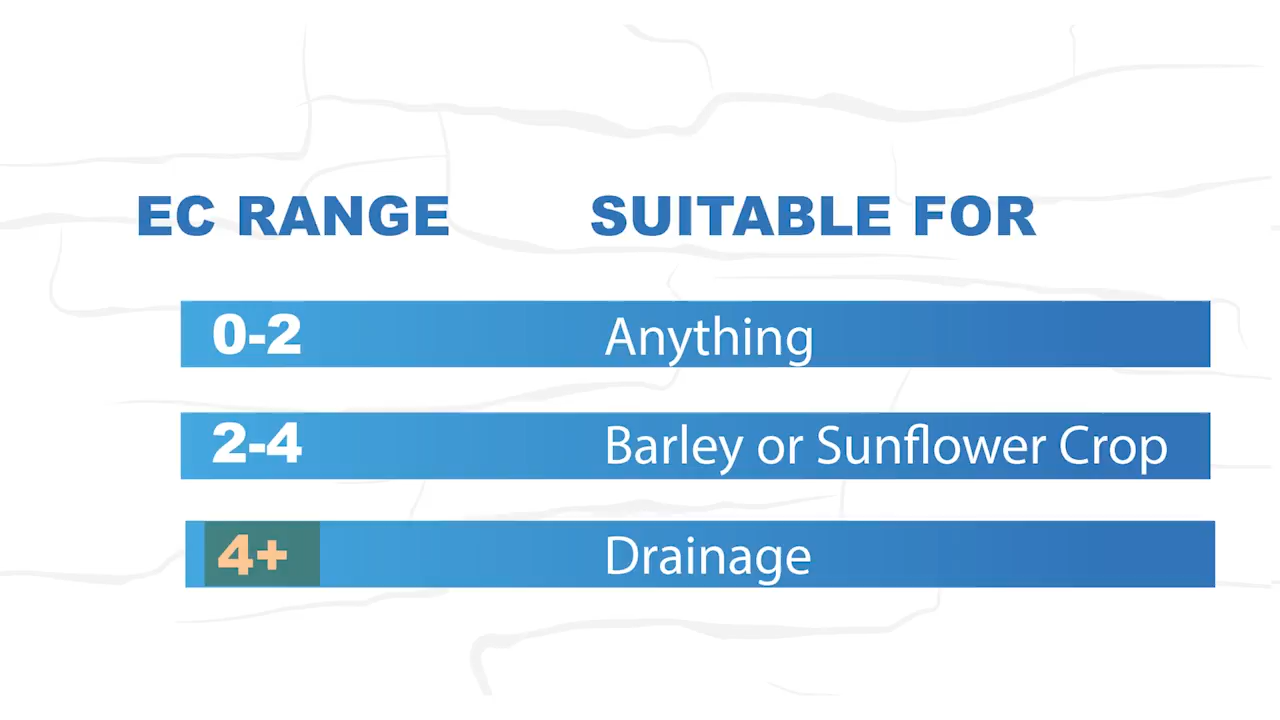 EC RANGE SUITABLE FOR
0-2 Anything
2-4 Barley or Sunflower Crop
4+ Drainage